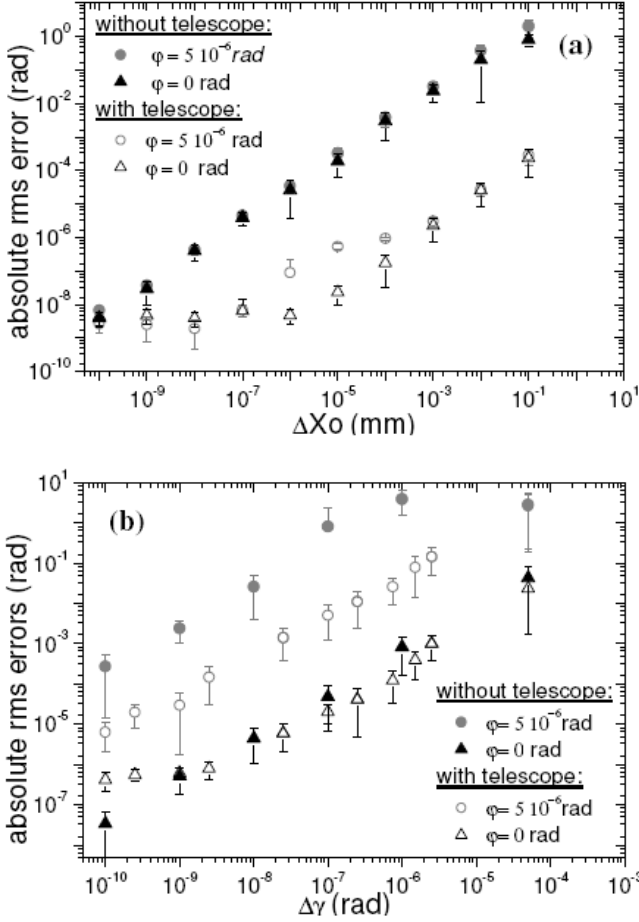 absolute rms error (rad)
10⁰
10⁻²
10⁻⁴
10⁻⁶
10⁻⁸
10⁻¹⁰
without telescope:
φ = 5 10⁻⁶ rad
φ = 0 rad
with telescope:
φ = 5 10⁻⁶ rad
φ = 0 rad
(a)
10⁻⁹ 10⁻⁷ 10⁻⁵ 10⁻³ 10⁻¹ 10¹
ΔXo (mm)
absolute rms errors (rad)
10¹
10⁻¹
10⁻³
10⁻⁵
10⁻⁷
(b)
without telescope:
φ= 5 10⁻⁶ rad
φ= 0 rad
with telescope:
φ= 5 10⁻⁶ rad
φ= 0 rad
10⁻¹⁰ 10⁻⁹ 10⁻⁸ 10⁻⁷ 10⁻⁶ 10⁻⁵ 10⁻⁴ 10⁻³
Δγ (rad)